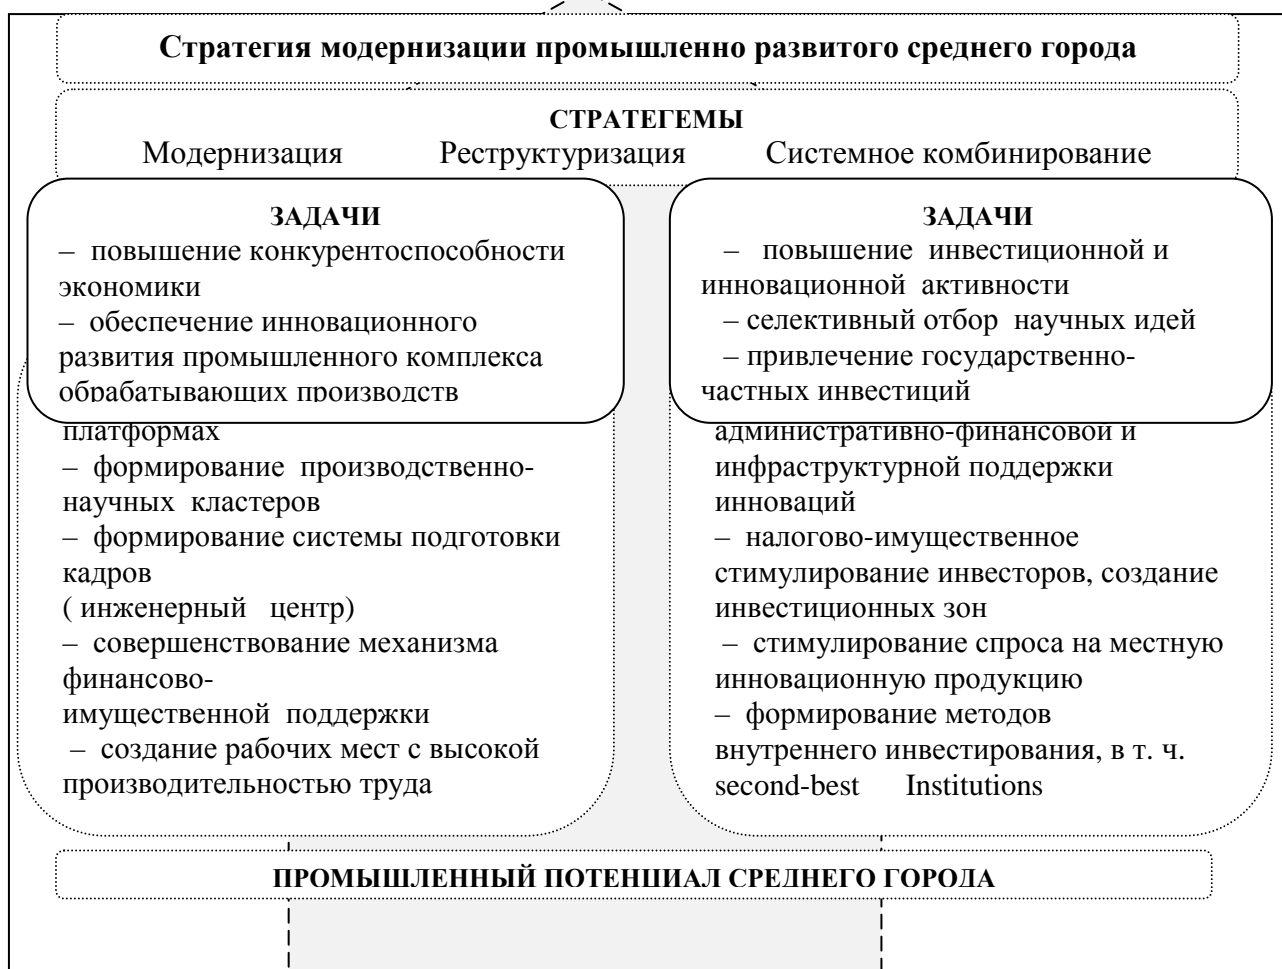 Стратегия модернизации промышленно развитого среднего города
СТРАТЕГЕМЫ
Модернизация Реструктуризация Системное комбинирование
ЗАДАЧИ
– повышение конкурентоспособности
экономики
– обеспечение инновационного
развития промышленного комплекса
обрабатывающих производств
платформах
– формирование производственно-
научных кластеров
– формирование системы подготовки
кадров
( инженерный центр)
– совершенствование механизма
финансово-
имущественной поддержки
– создание рабочих мест с высокой
производительностью труда
ЗАДАЧИ
– повышение инвестиционной и
инновационной активности
– селективный отбор научных идей
– привлечение государственно-
частных инвестиций
административно-финансовой и
инфраструктурной поддержки
инноваций
– налогово-имущественное
стимулирование инвесторов, создание
инвестиционных зон
– стимулирование спроса на местную
инновационную продукцию
– формирование методов
внутреннего инвестирования, в т. ч.
second-best Institutions
ПРОМЫШЛЕННЫЙ ПОТЕНЦИАЛ СРЕДНЕГО ГОРОДА